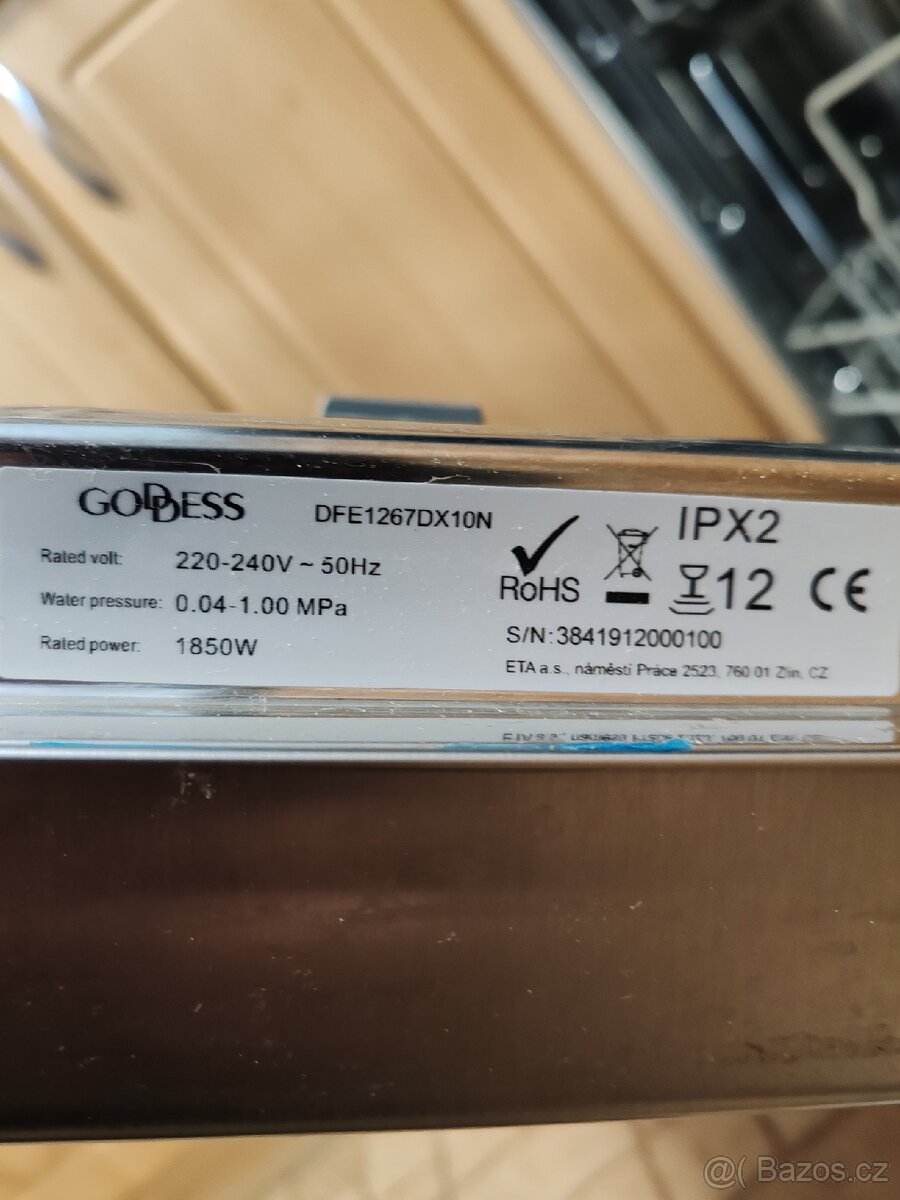 GODDESS
DFE1267DX10N
Rated volt: 220-240V ~ 50Hz
Water pressure: 0.04-1.00 MPa
Rated power: 1850W
RoHS
IPX2
12 CE
S/N:3841912000100
ETA a.s., náměstí Práce 2523, 760 01 Zlín, CZ
@( Bazos.cz